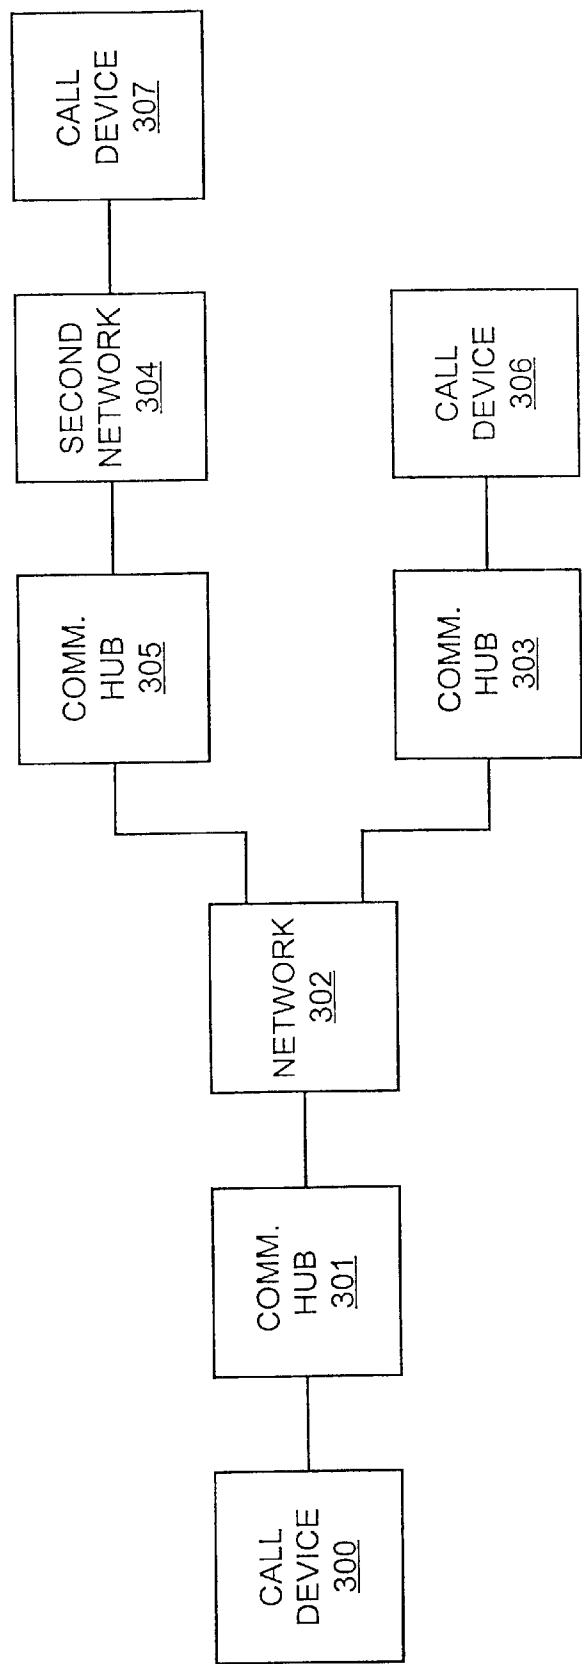 CALL
DEVICE
300
COMM.
HUB
301
NETWORK
302
COMM.
HUB
305
SECOND
NETWORK
304
CALL
DEVICE
307
COMM.
HUB
303
CALL
DEVICE
306